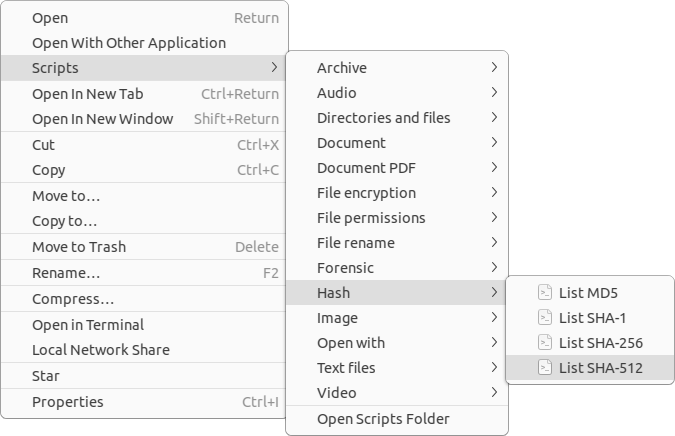 Open Return
Open With Other Application
Scripts
Open In New Tab Ctrl+Return
Open In New Window Shift+Return
Cut Ctrl+X
Copy Ctrl+C
Move to…
Copy to…
Move to Trash Delete
Rename… F2
Compress…
Open in Terminal
Local Network Share
Star
Properties Ctrl+I
Archive
Audio
Directories and files
Document
Document PDF
File encryption
File permissions
File rename
Forensic
Hash
Image
Open with
Text files
Video
Open Scripts Folder
List MD5
List SHA-1
List SHA-256
List SHA-512